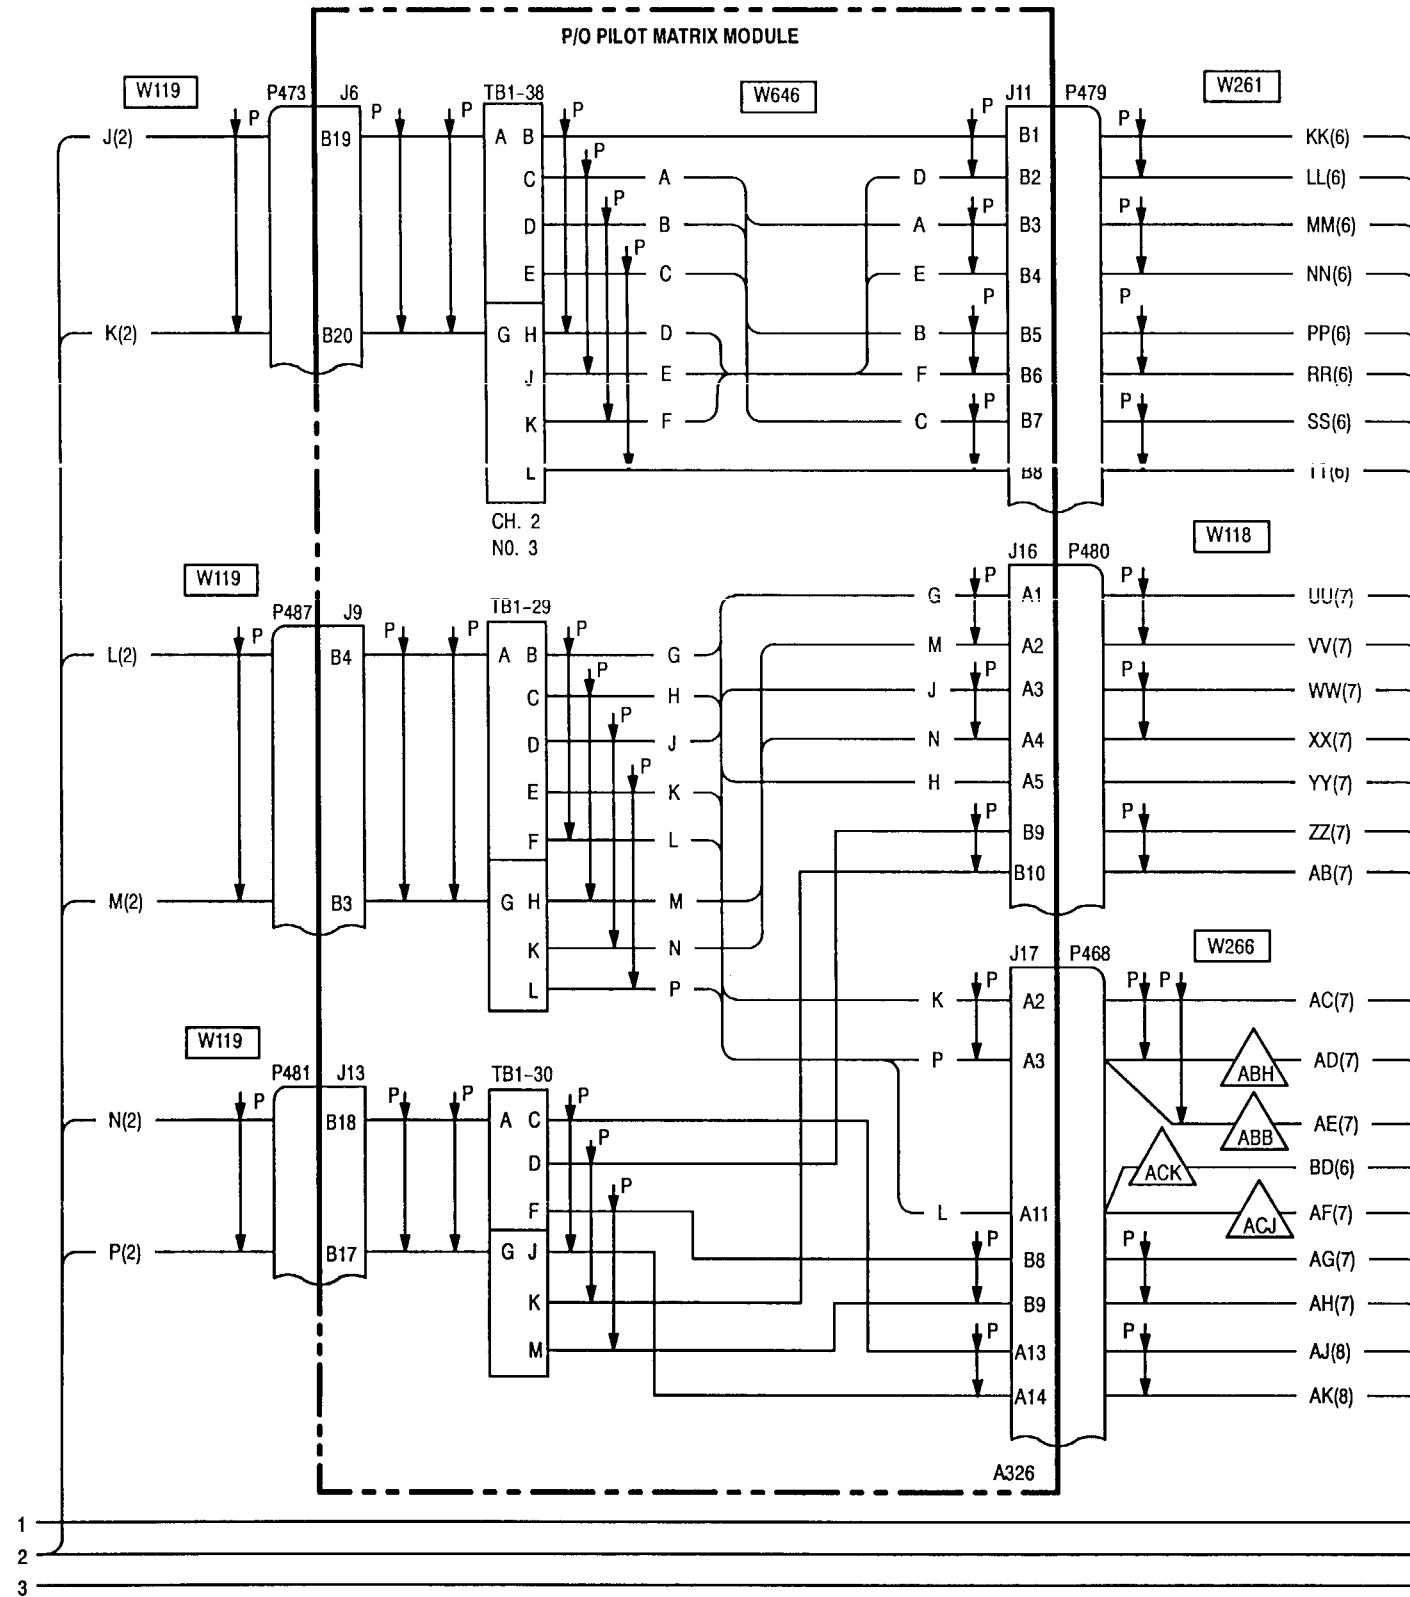 P/O PILOT MATRIX MODULE
W119
W646
W261
P473 J6 TB1-38 J11 P479
P P P P P P
J(2) B19 A B B1 KK(6)
P
C A D B2 LL(6)
P P P
D B A B3 MM(6)
P
E C E B4 NN(6)
P P
K(2) B20 G H D B B5 PP(6)
J E F B6 RR(6)
P P
K F C B7 SS(6)
L B8 TT(6)
CH. 2
NO. 3
W118
J16 P480
W119
P P
G A1 UU(7)
P487 J9 TB1-29
P P P P
M A2 VV(7)
L(2) B4 A B G
P P P
C H J A3 WW(7)
P
D J N A4 XX(7)
P
E K H A5 YY(7)
P P
F L B9 ZZ(7)
B10 AB(7)
M(2) B3 G H M
W266
K N
J17 P468
L P
P P P
K A2 AC(7)
W119
P A3 ABH AD(7)
P481 J13 TB1-30
P P P P
N(2) B18 A C ABB AE(7)
P
D ACK BD(6)
P
F L A11 ACJ AF(7)
P P
P(2) B17 G J B8 AG(7)
K B9 AH(7)
P P
M A13 AJ(8)
A14 AK(8)
A326
1
2
3